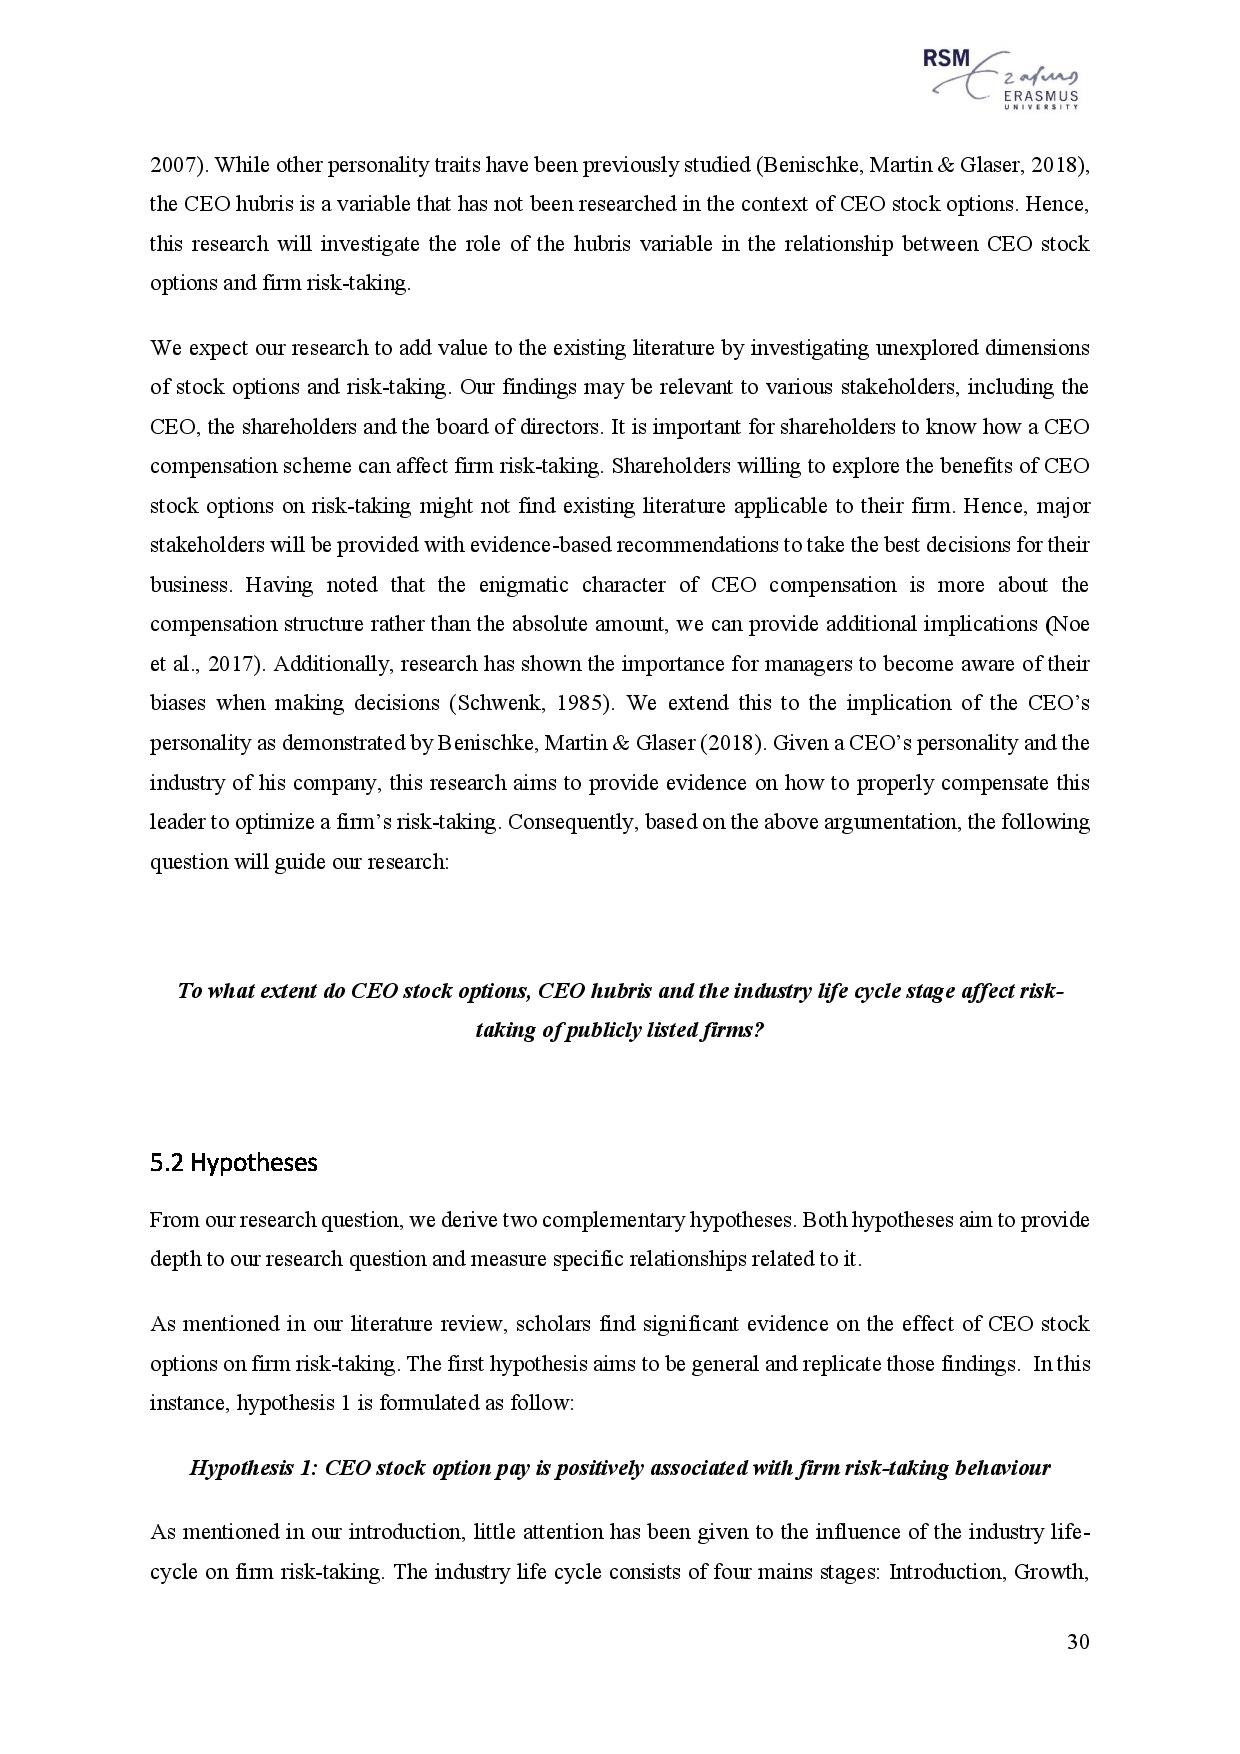 RSM
Erasmus
ERASMUS
UNIVERSITY
2007). While other personality traits have been previously studied (Benischke, Martin & Glaser, 2018),
the CEO hubris is a variable that has not been researched in the context of CEO stock options. Hence,
this research will investigate the role of the hubris variable in the relationship between CEO stock
options and firm risk-taking.
We expect our research to add value to the existing literature by investigating unexplored dimensions
of stock options and risk-taking. Our findings may be relevant to various stakeholders, including the
CEO, the shareholders and the board of directors. It is important for shareholders to know how a CEO
compensation scheme can affect firm risk-taking. Shareholders willing to explore the benefits of CEO
stock options on risk-taking might not find existing literature applicable to their firm. Hence, major
stakeholders will be provided with evidence-based recommendations to take the best decisions for their
business. Having noted that the enigmatic character of CEO compensation is more about the
compensation structure rather than the absolute amount, we can provide additional implications (Noe
et al., 2017). Additionally, research has shown the importance for managers to become aware of their
biases when making decisions (Schwenk, 1985). We extend this to the implication of the CEO’s
personality as demonstrated by Benischke, Martin & Glaser (2018). Given a CEO’s personality and the
industry of his company, this research aims to provide evidence on how to properly compensate this
leader to optimize a firm’s risk-taking. Consequently, based on the above argumentation, the following
question will guide our research:
To what extent do CEO stock options, CEO hubris and the industry life cycle stage affect risk-
taking of publicly listed firms?
5.2 Hypotheses
From our research question, we derive two complementary hypotheses. Both hypotheses aim to provide
depth to our research question and measure specific relationships related to it.
As mentioned in our literature review, scholars find significant evidence on the effect of CEO stock
options on firm risk-taking. The first hypothesis aims to be general and replicate those findings. In this
instance, hypothesis 1 is formulated as follow:
Hypothesis 1: CEO stock option pay is positively associated with firm risk-taking behaviour
As mentioned in our introduction, little attention has been given to the influence of the industry life-
cycle on firm risk-taking. The industry life cycle consists of four mains stages: Introduction, Growth,
30